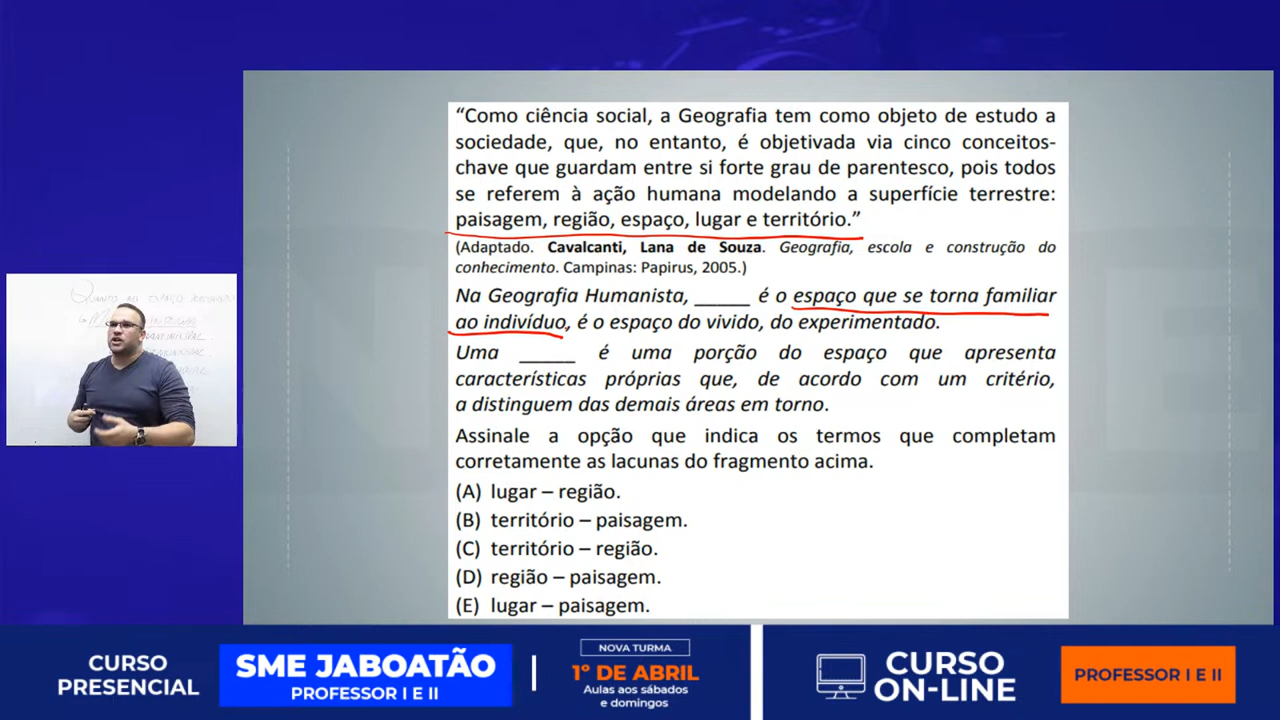 “Como ciência social, a Geografia tem como objeto de estudo a
sociedade, que, no entanto, é objetivada via cinco conceitos-
chave que guardam entre si forte grau de parentesco, pois todos
se referem à ação humana modelando a superfície terrestre:
paisagem, região, espaço, lugar e território.”
(Adaptado. Cavalcanti, Lana de Souza. Geografia, escola e construção do
conhecimento. Campinas: Papirus, 2005.)
Na Geografia Humanista, _____ é o espaço que se torna familiar
ao indivíduo, é o espaço do vivido, do experimentado.
Uma _____ é uma porção do espaço que apresenta
características próprias que, de acordo com um critério,
a distinguem das demais áreas em torno.
Assinale a opção que indica os termos que completam
corretamente as lacunas do fragmento acima.
(A) lugar – região.
(B) território – paisagem.
(C) território – região.
(D) região – paisagem.
(E) lugar – paisagem.
CURSO
PRESENCIAL
SME JABOATÃO
PROFESSOR I E II
NOVA TURMA
1º DE ABRIL
Aulas aos sábados
e domingos
CURSO
ON-LINE
PROFESSOR I E II